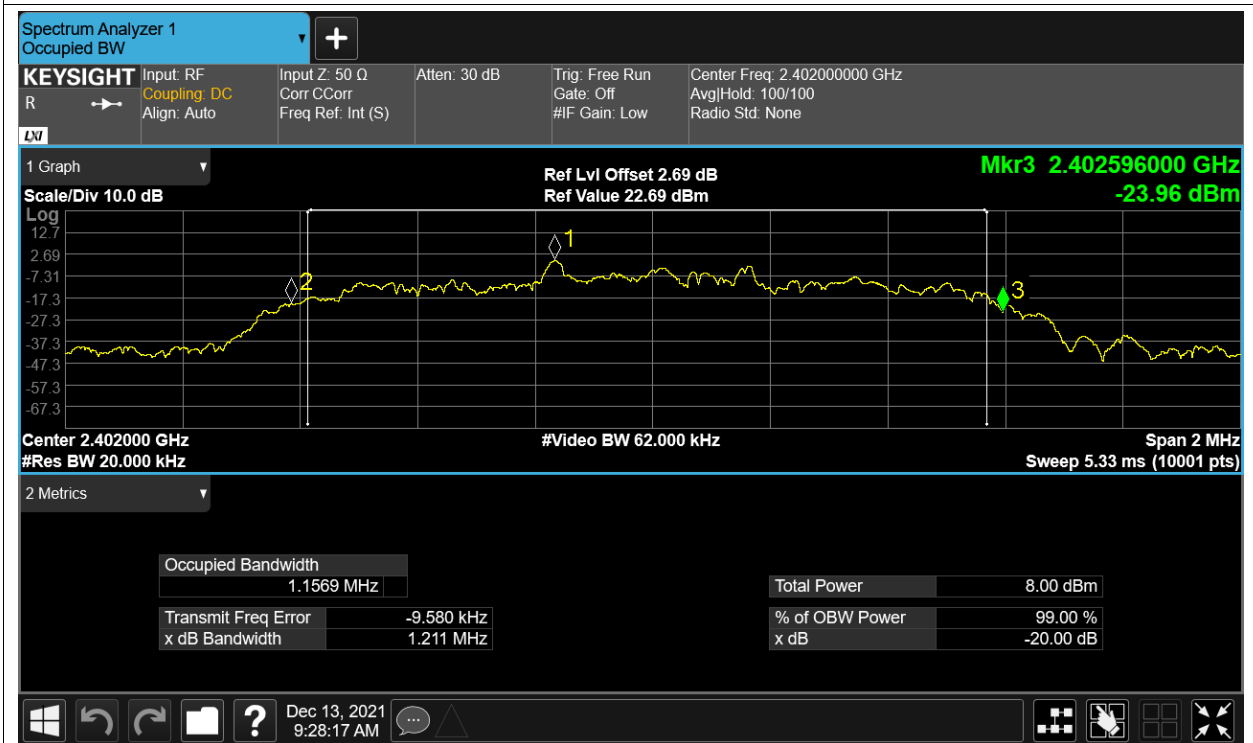 Spectrum Analyzer 1
Occupied BW
▼
+
KEYSIGHT
R
LXI
Input: RF
Coupling: DC
Align: Auto
Input Z: 50 Ω
Corr CCorr
Freq Ref: Int (S)
Atten: 30 dB
Trig: Free Run
Gate: Off
#IF Gain: Low
Center Freq: 2.402000000 GHz
Avg|Hold: 100/100
Radio Std: None
1 Graph ▼
Scale/Div 10.0 dB
Ref Lvl Offset 2.69 dB
Ref Value 22.69 dBm
Mkr3 2.402596000 GHz
-23.96 dBm
Log
12.7
2.69
-7.31
-17.3
-27.3
-37.3
-47.3
-57.3
-67.3
1
2
3
Center 2.402000 GHz
#Res BW 20.000 kHz
#Video BW 62.000 kHz
Span 2 MHz
Sweep 5.33 ms (10001 pts)
2 Metrics ▼
Occupied Bandwidth
1.1569 MHz
Total Power 8.00 dBm
Transmit Freq Error -9.580 kHz
% of OBW Power 99.00 %
x dB Bandwidth 1.211 MHz
x dB -20.00 dB
?
Dec 13, 2021
9:28:17 AM